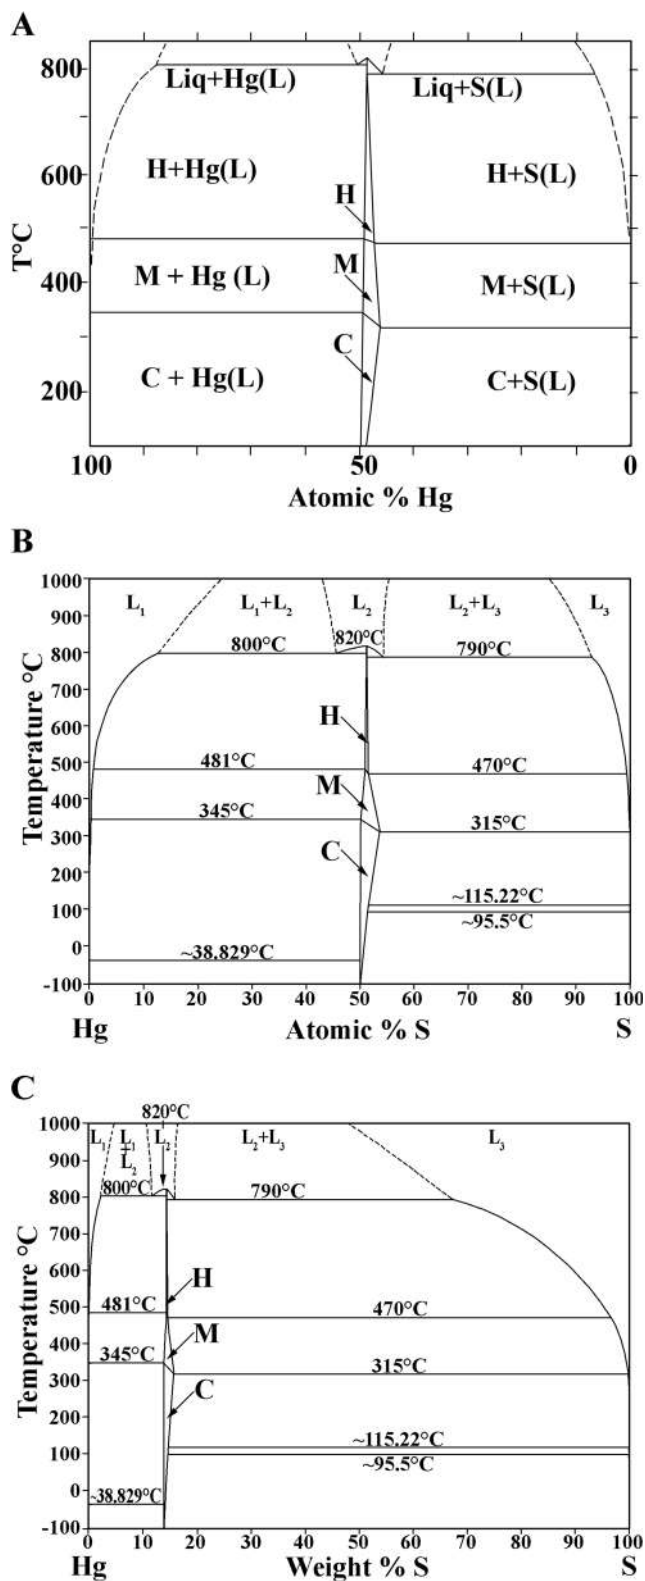 A
800
600
400
200
T°C
Liq+Hg(L)
Liq+S(L)
H+Hg(L)
H+S(L)
H
M + Hg (L)
M
M+S(L)
C
C + Hg(L)
C+S(L)
100
50
0
Atomic % Hg
B
1000
900
800
700
600
500
400
300
200
100
0
-100
Temperature °C
L1
L1+L2
L2
L2+L3
L3
800°C
820°C
790°C
H
481°C
470°C
M
345°C
315°C
C
~115.22°C
~95.5°C
~38.829°C
0
10
20
30
40
50
60
70
80
90
100
Hg
Atomic % S
S
C
820°C
1000
900
800
700
600
500
400
300
200
100
0
-100
Temperature °C
L1
L1
+
L2
L2
L2+L3
L3
800°C
790°C
H
481°C
470°C
M
345°C
315°C
C
~115.22°C
~95.5°C
~38.829°C
0
10
20
30
40
50
60
70
80
90
100
Hg
Weight % S
S